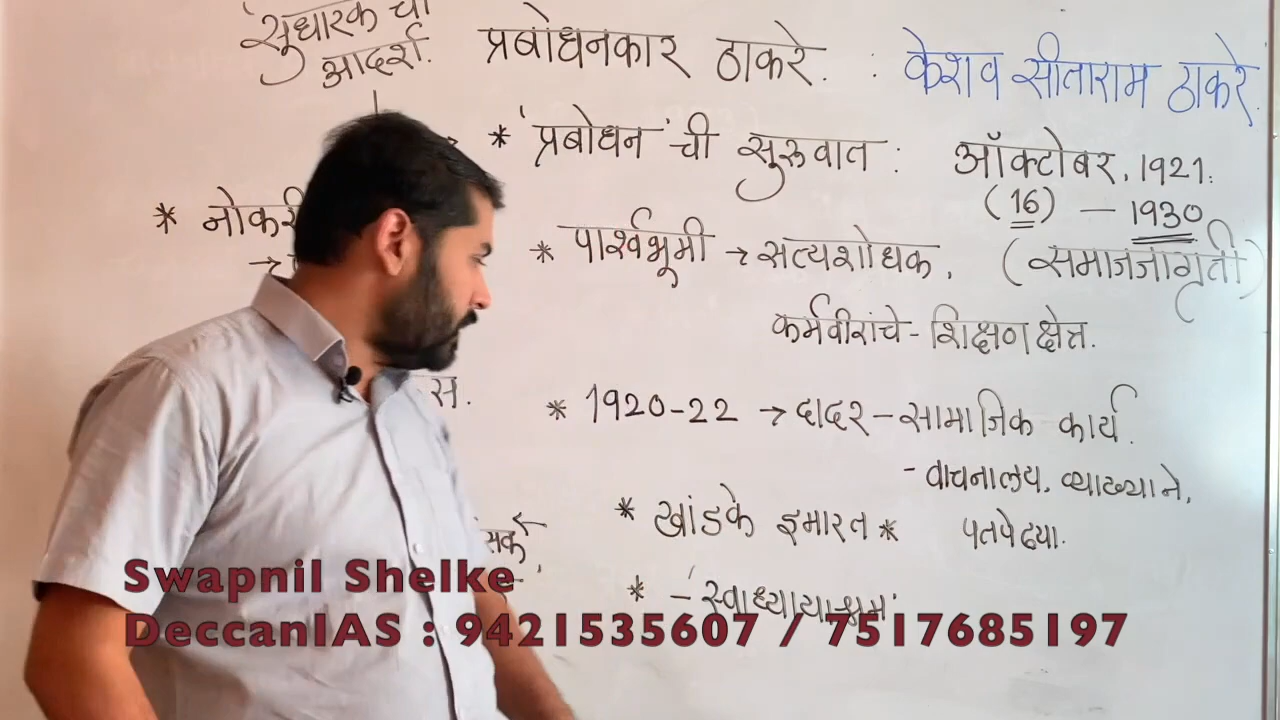 सुधारक चा
आदर्श.
प्रबोधनकार ठाकरे. : केशव सीताराम ठाकरे.
* 'प्रबोधन' ची सुरुवात : ऑक्टोबर, 1921.
(16) – 1930
* नोकरी
* पार्श्वभूमी → सत्यशोधक. (समाजजागृती)
कर्मवीरांचे - शिक्षण क्षेत्र.
स.
* 1920-22 → दादर – सामाजिक कार्य.
- वाचनालय, व्याख्याने,
पतपेढ्या.
* खांडके इमारत *
* – 'स्वाध्यायाश्रम'
Swapnil Shelke
DeccanIAS : 9421535607 / 7517685197